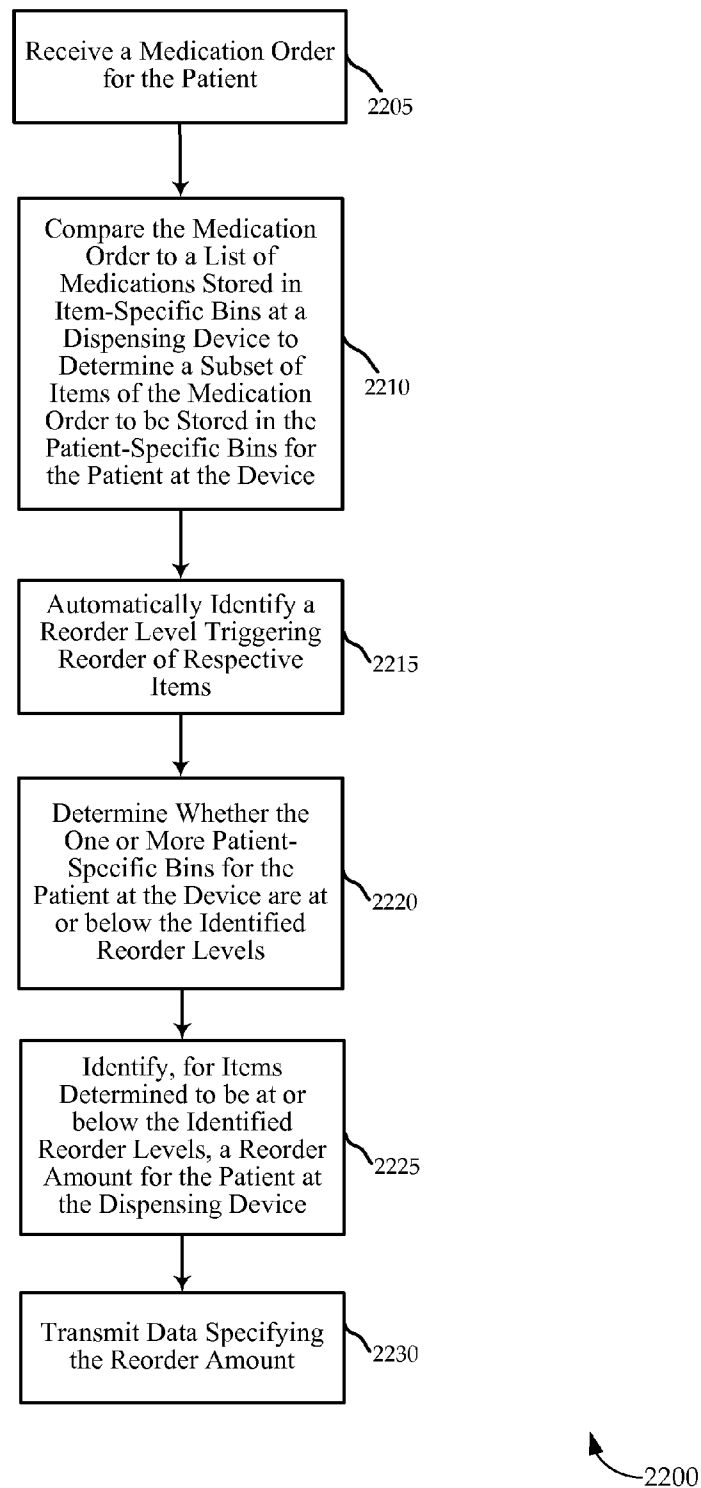 Receive a Medication Order
for the Patient
2205
Compare the Medication
Order to a List of
Medications Stored in
Item-Specific Bins at a
Dispensing Device to
Determine a Subset of
Items of the Medication
Order to be Stored in the
Patient-Specific Bins for
the Patient at the Device
2210
Automatically Identify a
Reorder Level Triggering
Reorder of Respective
Items
2215
Determine Whether the
One or More Patient-
Specific Bins for the
Patient at the Device are at
or below the Identified
Reorder Levels
2220
Identify, for Items
Determined to be at or
below the Identified
Reorder Levels, a Reorder
Amount for the Patient at
the Dispensing Device
2225
Transmit Data Specifying
the Reorder Amount
2230
2200